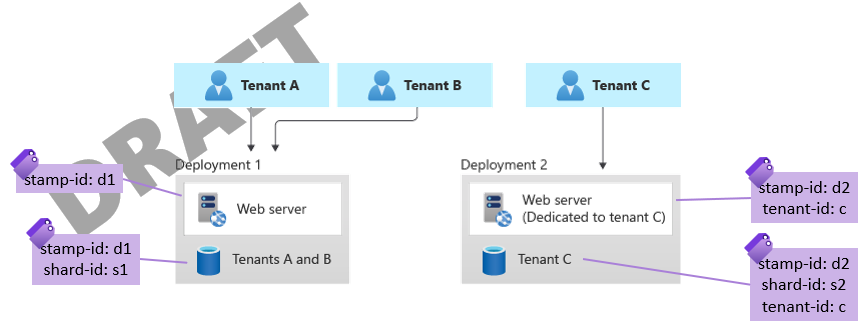 DRAFT
Tenant A
Tenant B
Tenant C
Deployment 1
Deployment 2
stamp-id: d1
Web server
Web server
(Dedicated to tenant C)
stamp-id: d2
tenant-id: c
stamp-id: d1
shard-id: s1
Tenants A and B
Tenant C
stamp-id: d2
shard-id: s2
tenant-id: c